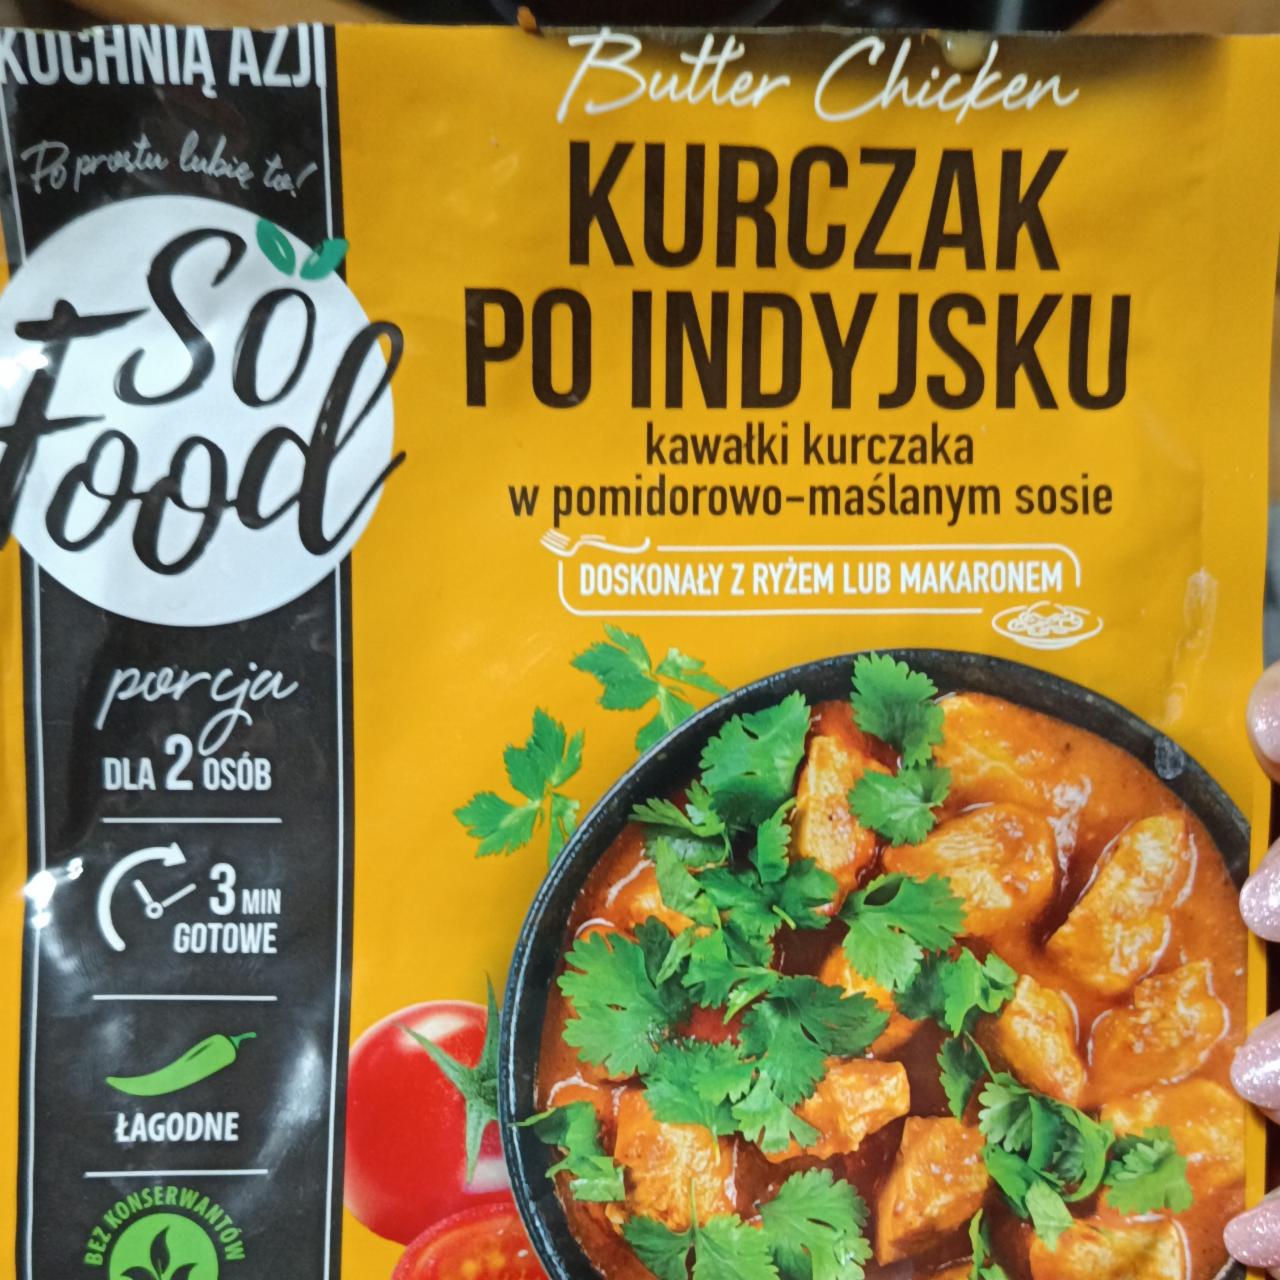 KUCHNIA AZJI
Po prostu lubię to!
So
Food
porcja
DLA 2 OSÓB
3 MIN
GOTOWE
ŁAGODNE
BEZ KONSERWANTÓW
Butter Chicken
KURCZAK
PO INDYJSKU
kawałki kurczaka
w pomidorowo-maślanym sosie
DOSKONAŁY Z RYŻEM LUB MAKARONEM